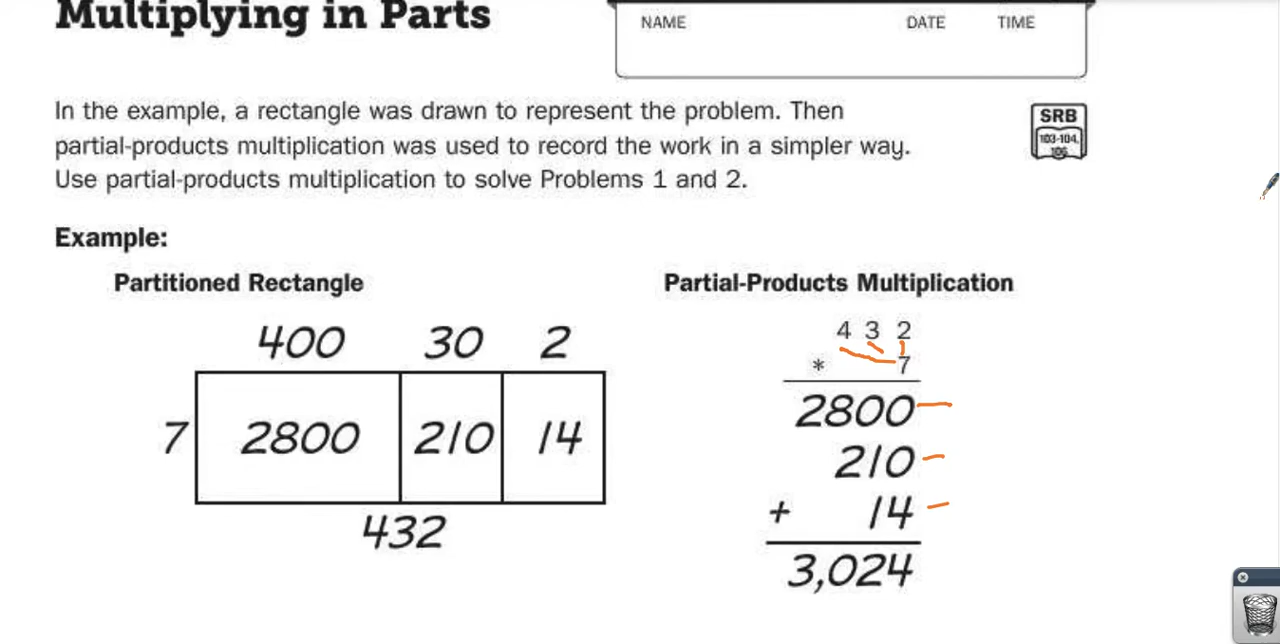 Multiplying in Parts
NAME DATE TIME
In the example, a rectangle was drawn to represent the problem. Then
partial-products multiplication was used to record the work in a simpler way.
Use partial-products multiplication to solve Problems 1 and 2.
SRB
103-104,
106
Example:
Partitioned Rectangle
400 30 2
7 2800 210 14
432
Partial-Products Multiplication
4 3 2
* 7
2800
210
+ 14
3,024